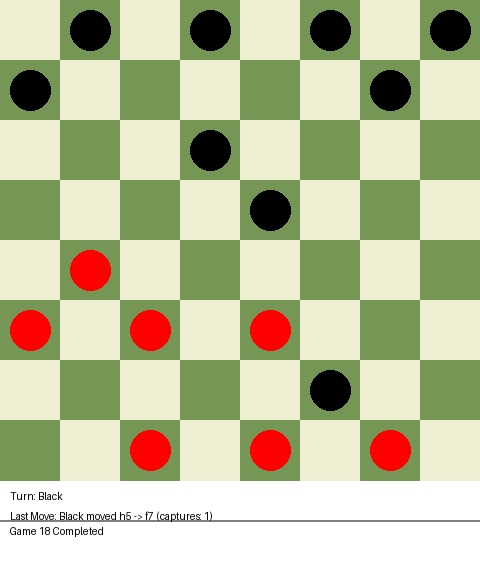 Turn: Black
Last Move: Black moved h5 -> f7 (captures: 1)
Game 18 Completed